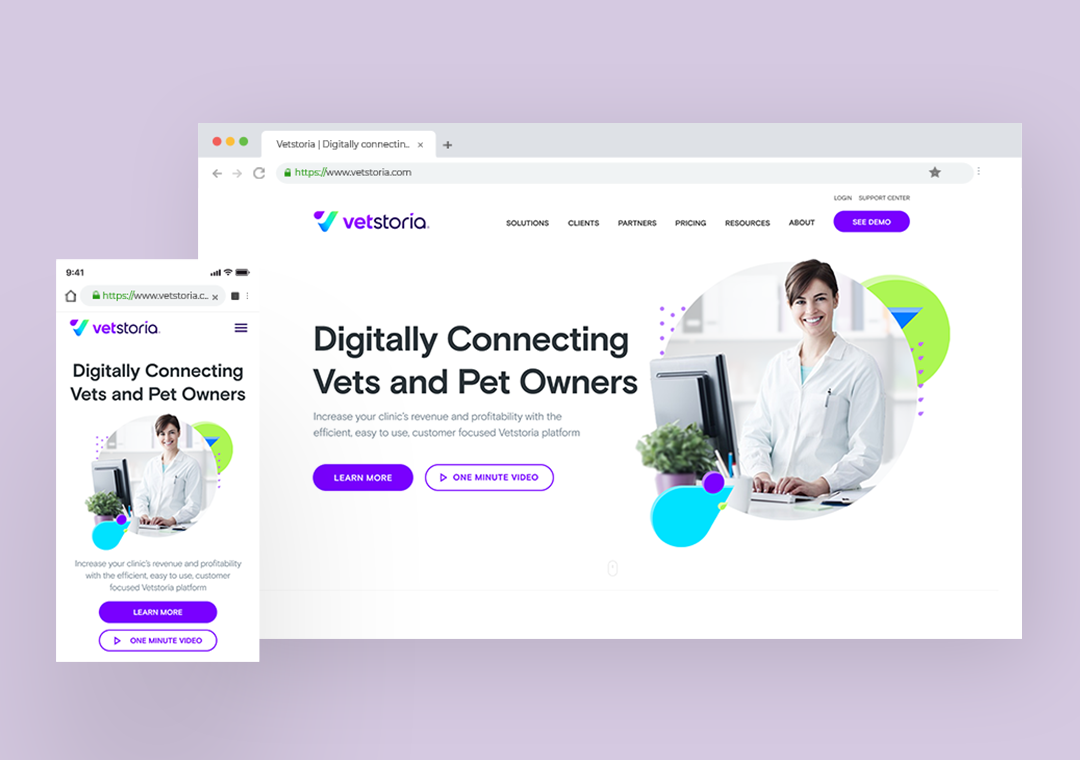 Vetstoria | Digitally connectin..
https://www.vetstoria.com
LOGIN SUPPORT CENTER
vetstoria
SOLUTIONS CLIENTS PARTNERS PRICING RESOURCES ABOUT SEE DEMO
Digitally Connecting
Vets and Pet Owners
Increase your clinic's revenue and profitability with the
efficient, easy to use, customer focused Vetstoria platform
LEARN MORE ONE MINUTE VIDEO
9:41
https://www.vetstoria.c..
vetstoria
Digitally Connecting
Vets and Pet Owners
Increase your clinic's revenue and profitability
with the efficient, easy to use, customer
focused Vetstoria platform
LEARN MORE
ONE MINUTE VIDEO